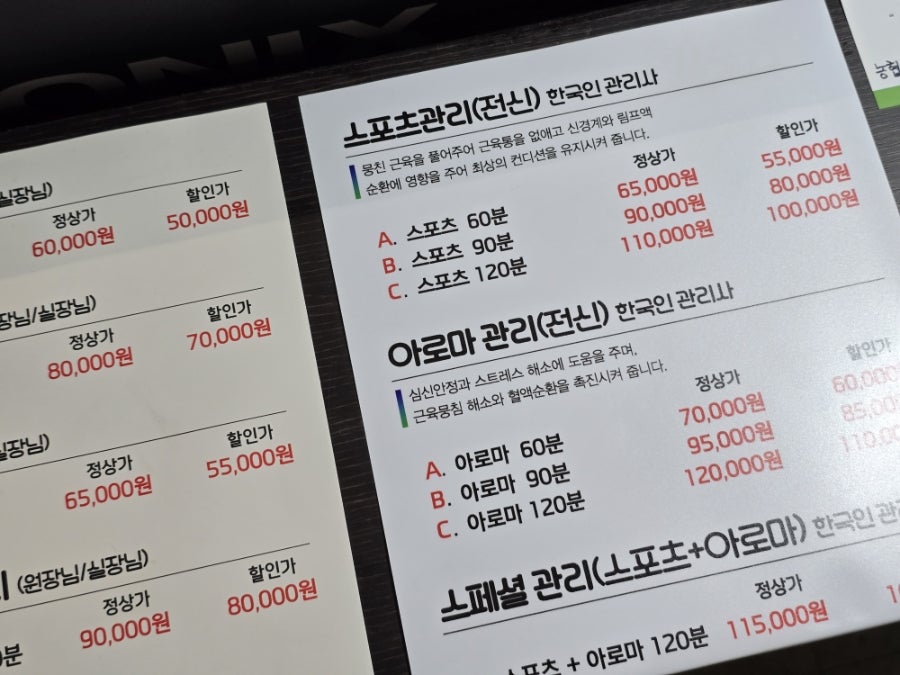 실장님)
정상가 할인가
60,000원 50,000원
장님/실장님)
정상가 할인가
80,000원 70,000원
실장님)
정상가 할인가
65,000원 55,000원
(원장님/실장님)
정상가 할인가
90,000원 80,000원
분
스포츠관리(전신) 한국인 관리사
뭉친 근육을 풀어주어 근육통을 없애고 신경계와 림프액
순환에 영향을 주어 최상의 컨디션을 유지시켜 줍니다.
정상가 할인가
A. 스포츠 60분 65,000원 55,000원
B. 스포츠 90분 90,000원 80,000원
C. 스포츠 120분 110,000원 100,000원
아로마 관리(전신) 한국인 관리사
심신안정과 스트레스 해소에 도움을 주며,
근육뭉침 해소와 혈액순환을 촉진시켜 줍니다.
정상가 할인가
A. 아로마 60분 70,000원 60,000
B. 아로마 90분 95,000원 85,00
C. 아로마 120분 120,000원 110,0
스페셜 관리(스포츠+아로마) 한국인 관
정상가
스포츠 + 아로마 120분 115,000원 10
농협